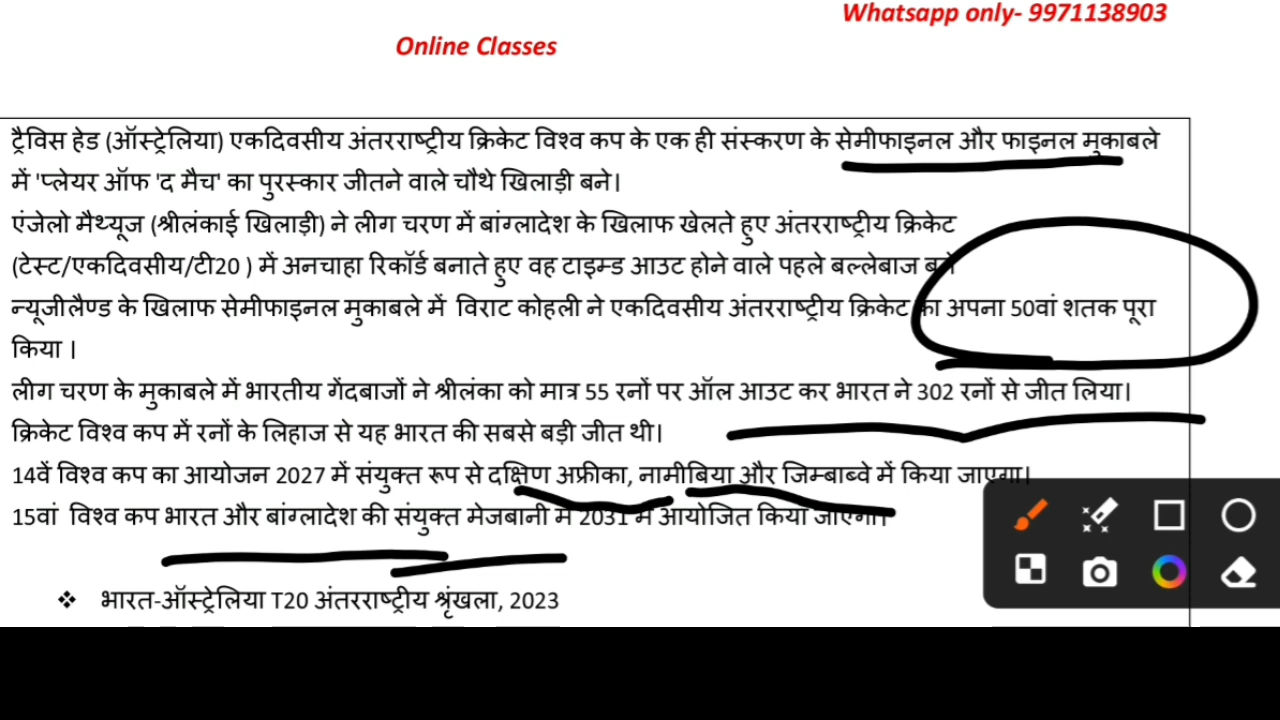 Whatsapp only- 9971138903
Online Classes
ट्रैविस हेड (ऑस्ट्रेलिया) एकदिवसीय अंतरराष्ट्रीय क्रिकेट विश्व कप के एक ही संस्करण के सेमीफाइनल और फाइनल मुकाबले
में 'प्लेयर ऑफ 'द मैच' का पुरस्कार जीतने वाले चौथे खिलाड़ी बने।
एंजेलो मैथ्यूज (श्रीलंकाई खिलाड़ी) ने लीग चरण में बांग्लादेश के खिलाफ खेलते हुए अंतरराष्ट्रीय क्रिकेट
(टेस्ट/एकदिवसीय/टी20 ) में अनचाहा रिकॉर्ड बनाते हुए वह टाइम्ड आउट होने वाले पहले बल्लेबाज बने
न्यूजीलैण्ड के खिलाफ सेमीफाइनल मुकाबले में विराट कोहली ने एकदिवसीय अंतरराष्ट्रीय क्रिकेट का अपना 50वां शतक पूरा
किया ।
लीग चरण के मुकाबले में भारतीय गेंदबाजों ने श्रीलंका को मात्र 55 रनों पर ऑल आउट कर भारत ने 302 रनों से जीत लिया।
क्रिकेट विश्व कप में रनों के लिहाज से यह भारत की सबसे बड़ी जीत थी।
14वें विश्व कप का आयोजन 2027 में संयुक्त रूप से दक्षिण अफ्रीका, नामीबिया और जिम्बाब्वे में किया जाएगा।
15वां विश्व कप भारत और बांग्लादेश की संयुक्त मेजबानी में 2031 में आयोजित किया जाएगा।
❖ भारत-ऑस्ट्रेलिया T20 अंतरराष्ट्रीय श्रृंखला, 2023